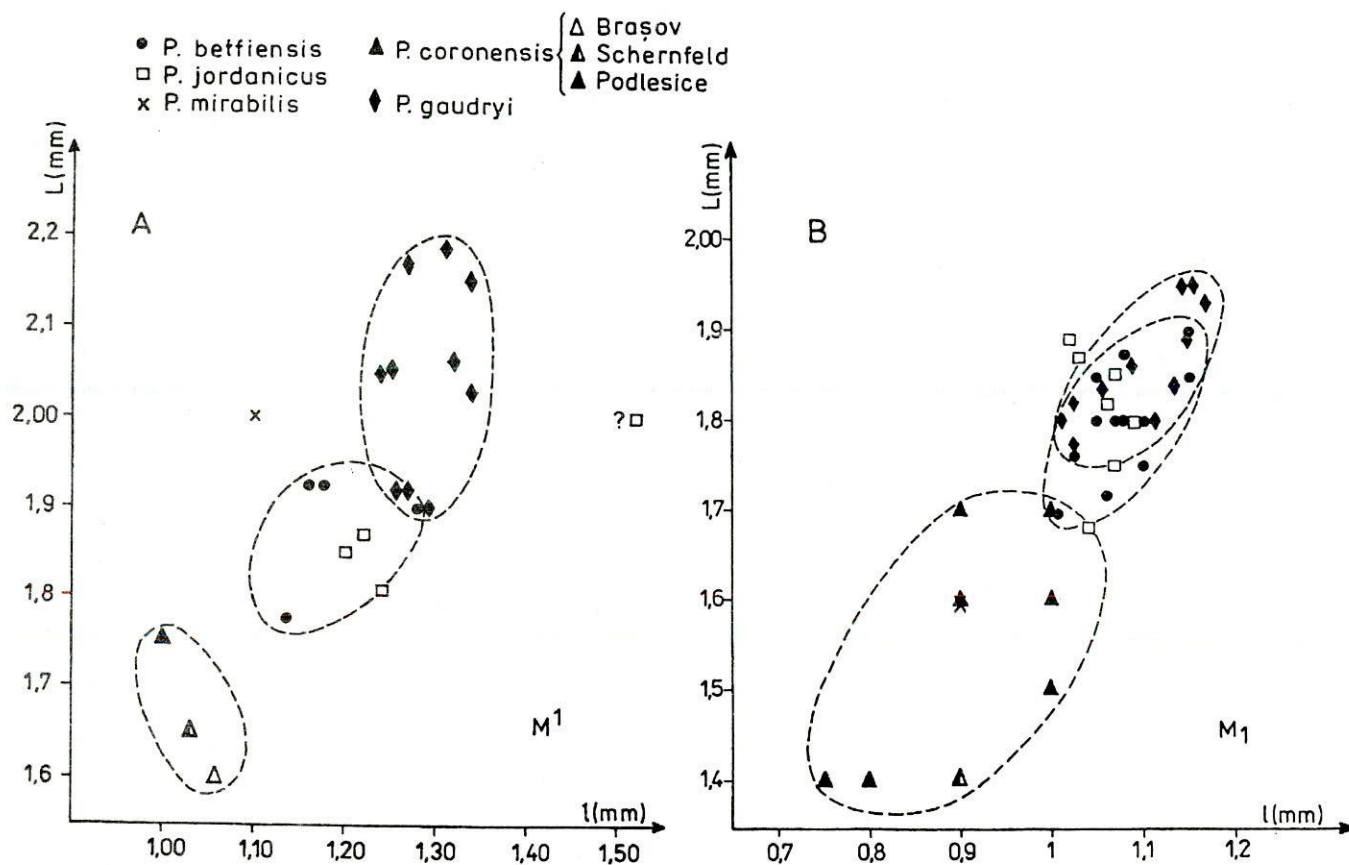 P. betfiensis
P. jordanicus
P. mirabilis
P. coronensis
P. gaudryi
Brașov
Schernfeld
Podlesice
L(mm)
A
2,2
2,1
2,00
1,9
1,8
1,7
1,6
?
M¹
l(mm)
1,00
1,10
1,20
1,30
1,40
1,50
L(mm)
B
2,00
1,9
1,8
1,7
1,6
1,5
1,4
M₁
l(mm)
0,7
0,8
0,9
1
1,1
1,2